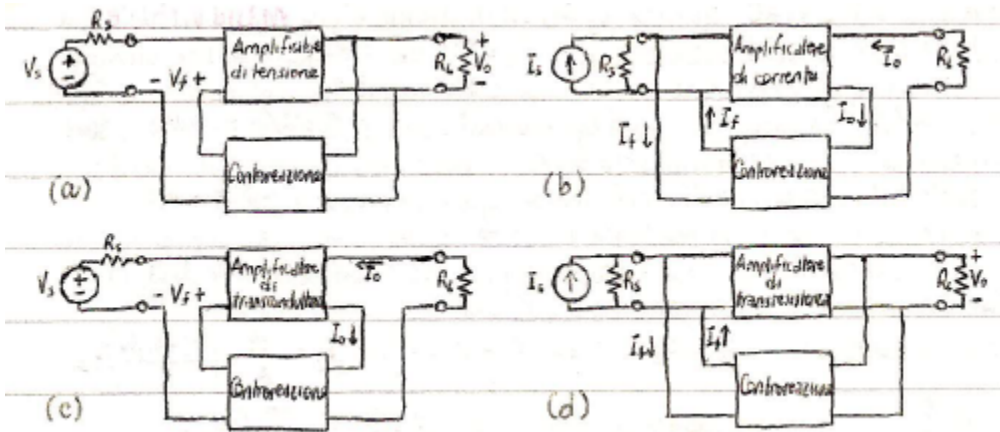 Rs
Vs
- Vf +
Amplificatore
di tensione
+
RL
Vo
-
Controreazione
(a)
Is
Rs
Amplificatore
di corrente
Io
RL
If ↓
↑ If
Io ↓
Controreazione
(b)
Rs
Vs
- Vf +
Amplificatore
di
transconduttanza
Io
RL
Io ↓
Controreazione
(c)
Is
Rs
Amplificatore
di
transresistenza
+
RL
Vo
-
If ↓
If ↑
Controreazione
(d)